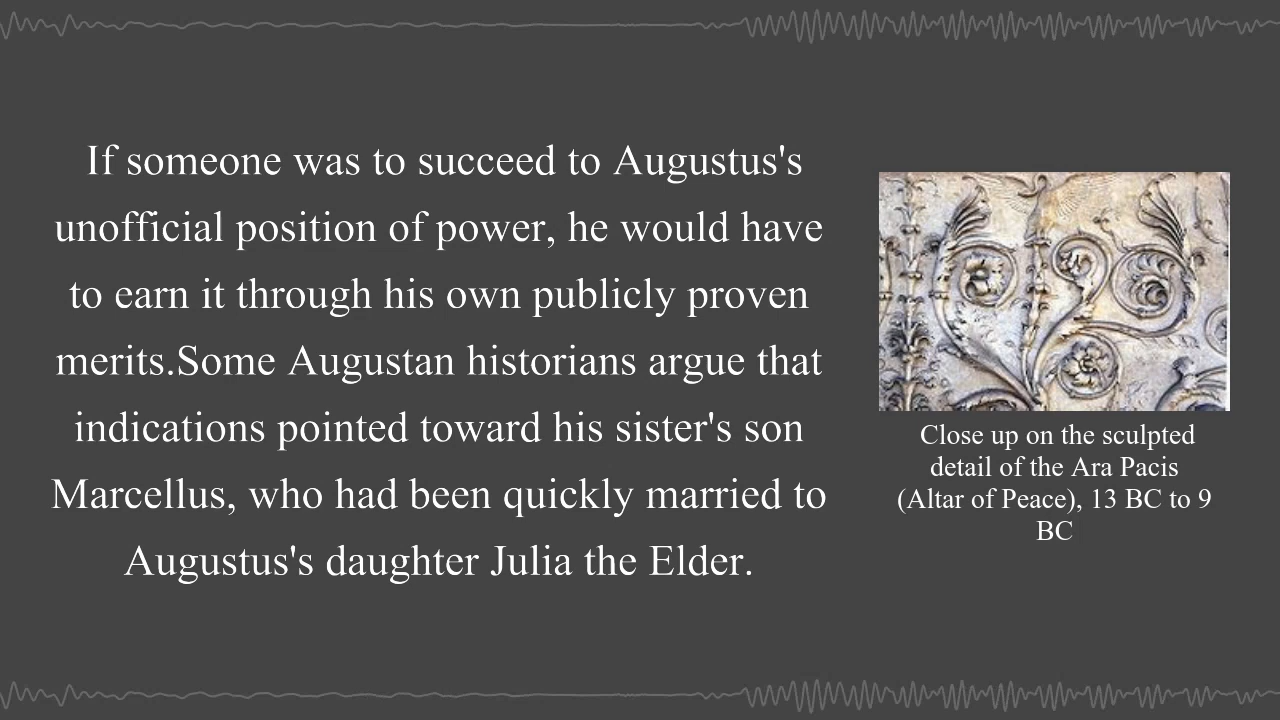 If someone was to succeed to Augustus's
unofficial position of power, he would have
to earn it through his own publicly proven
merits.Some Augustan historians argue that
indications pointed toward his sister's son
Marcellus, who had been quickly married to
Augustus's daughter Julia the Elder.
Close up on the sculpted
detail of the Ara Pacis
(Altar of Peace), 13 BC to 9
BC